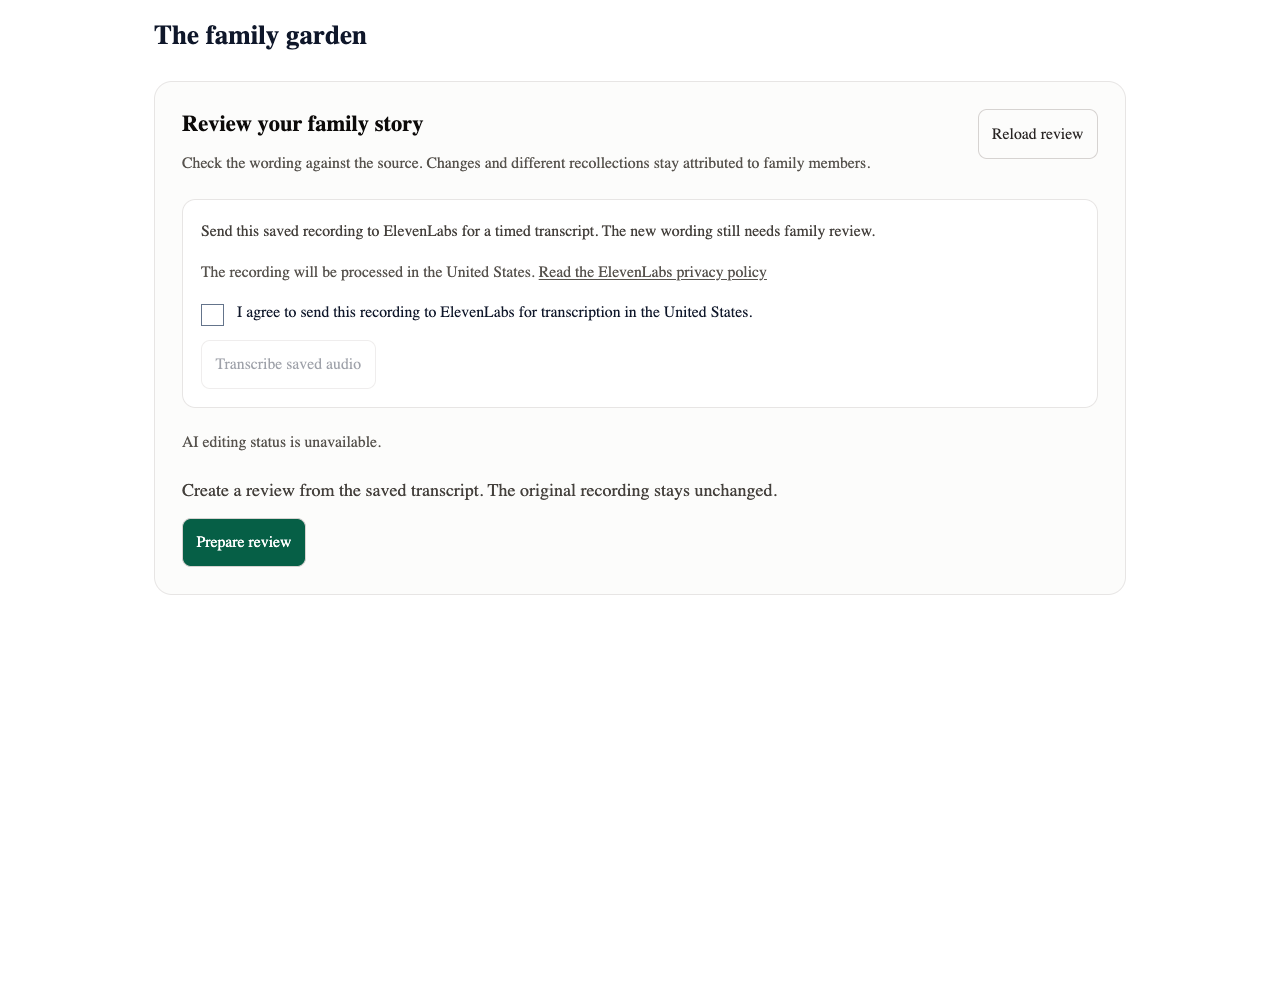 The family garden
Review your family story
Reload review
Check the wording against the source. Changes and different recollections stay attributed to family members.
Send this saved recording to ElevenLabs for a timed transcript. The new wording still needs family review.
The recording will be processed in the United States. Read the ElevenLabs privacy policy
I agree to send this recording to ElevenLabs for transcription in the United States.
Transcribe saved audio
AI editing status is unavailable.
Create a review from the saved transcript. The original recording stays unchanged.
Prepare review